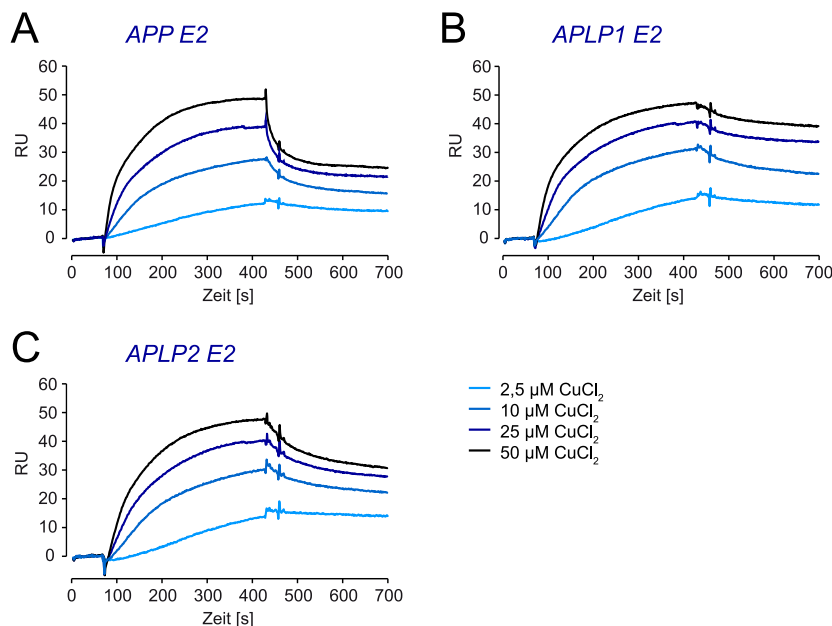 A
APP E2
60
50
40
30
20
10
0
RU
0 100 200 300 400 500 600 700
Zeit [s]
B
APLP1 E2
60
50
40
30
20
10
0
RU
0 100 200 300 400 500 600 700
Zeit [s]
C
APLP2 E2
60
50
40
30
20
10
0
RU
0 100 200 300 400 500 600 700
Zeit [s]
2,5 µM CuCl₂
10 µM CuCl₂
25 µM CuCl₂
50 µM CuCl₂